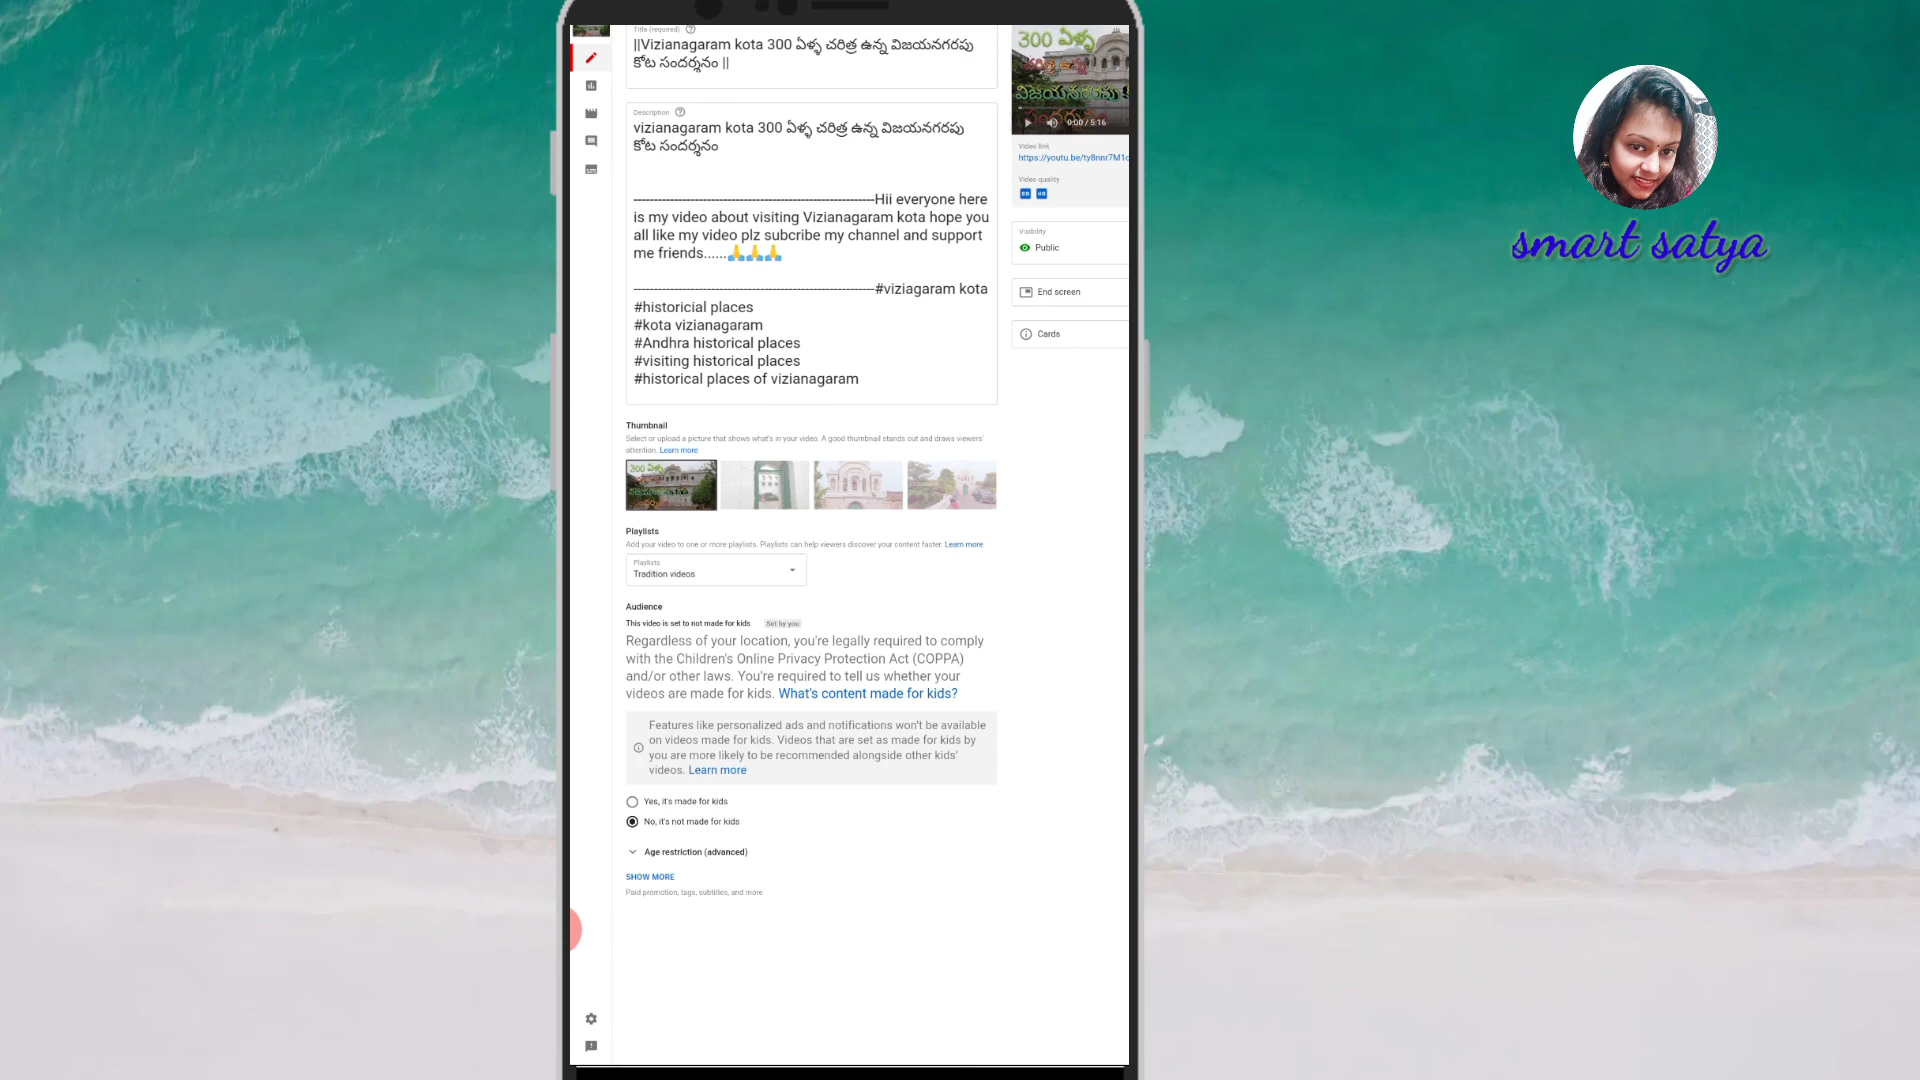 Title (required)
||Vizianagaram kota 300 ఏళ్ళ చరిత్ర ఉన్న విజయనగరపు
కోట సందర్శనం ||
Description
vizianagaram kota 300 ఏళ్ళ చరిత్ర ఉన్న విజయనగరపు
కోట సందర్శనం
------------------------------------------------------------Hii everyone here
is my video about visiting Vizianagaram kota hope you
all like my video plz subcribe my channel and support
me friends......🙏🙏🙏
------------------------------------------------------------#viziagaram kota
#historicial places
#kota vizianagaram
#Andhra historical places
#visiting historical places
#historical places of vizianagaram
Thumbnail
Select or upload a picture that shows what's in your video. A good thumbnail stands out and draws viewers'
attention. Learn more
300 ఏళ్ళ
Playlists
Add your video to one or more playlists. Playlists can help viewers discover your content faster. Learn more
Playlists
Tradition videos
Audience
This video is set to not made for kids Set by you
Regardless of your location, you're legally required to comply
with the Children's Online Privacy Protection Act (COPPA)
and/or other laws. You're required to tell us whether your
videos are made for kids. What's content made for kids?
Features like personalized ads and notifications won't be available
on videos made for kids. Videos that are set as made for kids by
you are more likely to be recommended alongside other kids'
videos. Learn more
Yes, it's made for kids
No, it's not made for kids
Age restriction (advanced)
SHOW MORE
Paid promotion, tags, subtitles, and more
300 ఏళ్ళ
చరిత్ర ఉన్న
0:00 / 5:16
Video link
https://youtu.be/ty8nnr7M1
Video quality
SD HD
Visibility
Public
End screen
Cards
smart satya